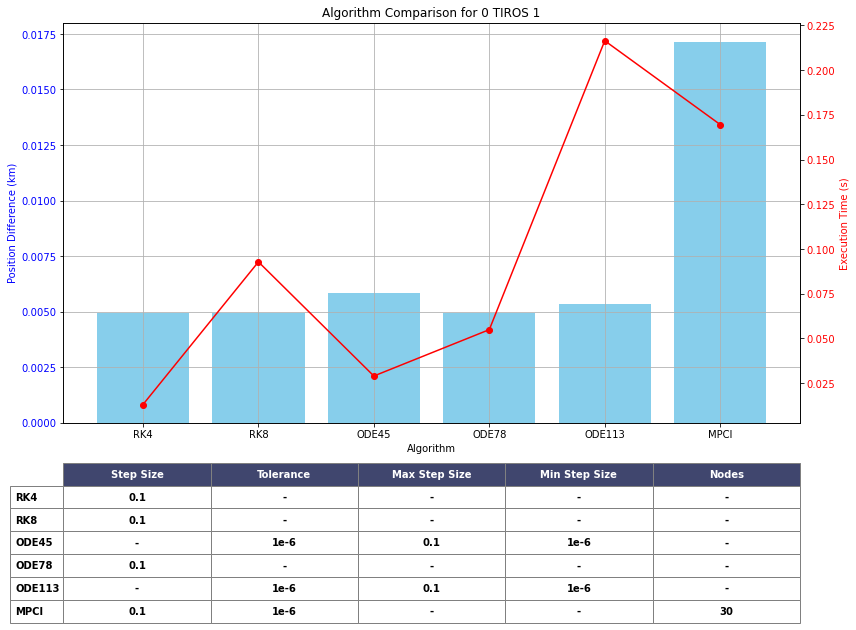 Algorithm Comparison for 0 TIROS 1
0.0175
0.0150
0.0125
0.0100
0.0075
0.0050
0.0025
0.0000
Position Difference (km)
0.225
0.200
0.175
0.150
0.125
0.100
0.075
0.050
0.025
Execution Time (s)
RK4 RK8 ODE45 ODE78 ODE113 MPCI
Algorithm
Step Size Tolerance Max Step Size Min Step Size Nodes
RK4 0.1 - - - -
RK8 0.1 - - - -
ODE45 - 1e-6 0.1 1e-6 -
ODE78 0.1 - - - -
ODE113 - 1e-6 0.1 1e-6 -
MPCI 0.1 1e-6 - - 30